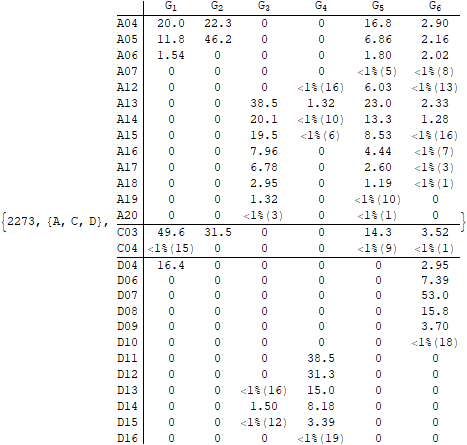 G1 G2 G3 G4 G5 G6
A04 20.0 22.3 0 0 16.8 2.90
A05 11.8 46.2 0 0 6.86 2.16
A06 1.54 0 0 0 1.80 2.02
A07 0 0 0 0 <1%(5) <1%(8)
A12 0 0 0 <1%(16) 6.03 <1%(13)
A13 0 0 38.5 1.32 23.0 2.33
A14 0 0 20.1 <1%(10) 13.3 1.28
A15 0 0 19.5 <1%(6) 8.53 <1%(16)
A16 0 0 7.96 0 4.44 <1%(7)
A17 0 0 6.78 0 2.60 <1%(3)
A18 0 0 2.95 0 1.19 <1%(1)
A19 0 0 1.32 0 <1%(10) 0
A20 0 0 <1%(3) 0 <1%(1) 0
{2273, {A, C, D}, }
C03 49.6 31.5 0 0 14.3 3.52
C04 <1%(15) 0 0 0 <1%(9) <1%(1)
D04 16.4 0 0 0 0 2.95
D06 0 0 0 0 0 7.39
D07 0 0 0 0 0 53.0
D08 0 0 0 0 0 15.8
D09 0 0 0 0 0 3.70
D10 0 0 0 0 0 <1%(18)
D11 0 0 0 38.5 0 0
D12 0 0 0 31.3 0 0
D13 0 0 <1%(16) 15.0 0 0
D14 0 0 1.50 8.18 0 0
D15 0 0 <1%(12) 3.39 0 0
D16 0 0 0 <1%(19) 0 0